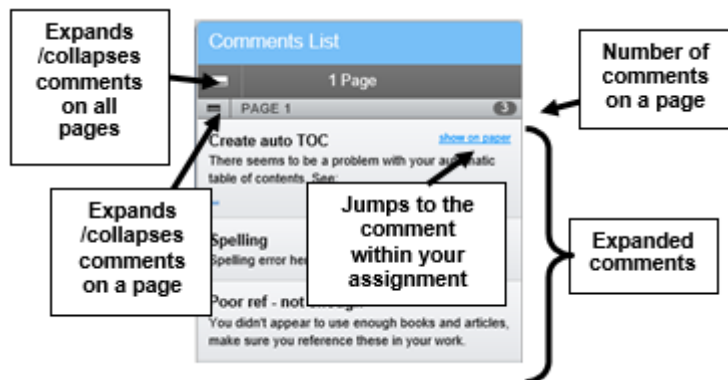 Expands
/collapses
comments
on all
pages
Comments List
1 Page
PAGE 1
3
Number of
comments
on a page
Create auto TOC
show on paper
There seems to be a problem with your automatic
table of contents. See:
Expands
/collapses
comments
on a page
Jumps to the
comment
within your
assignment
Expanded
comments
Spelling
Spelling error her
Poor ref - not enough
You didn't appear to use enough books and articles,
make sure you reference these in your work.